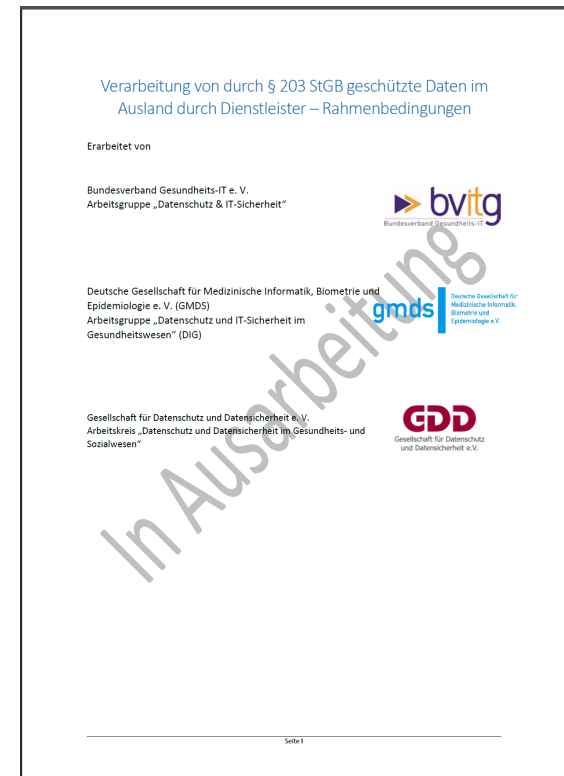 Verarbeitung von durch § 203 StGB geschützte Daten im
Ausland durch Dienstleister – Rahmenbedingungen
Erarbeitet von
Bundesverband Gesundheits-IT e. V.
Arbeitsgruppe „Datenschutz & IT-Sicherheit“
bvitg
Bundesverband Gesundheits-IT
Deutsche Gesellschaft für Medizinische Informatik, Biometrie und
Epidemiologie e. V. (GMDS)
Arbeitsgruppe „Datenschutz und IT-Sicherheit im
Gesundheitswesen“ (DIG)
gmds
Deutsche Gesellschaft für
Medizinische Informatik,
Biometrie und
Epidemiologie e.V.
Gesellschaft für Datenschutz und Datensicherheit e. V.
Arbeitskreis „Datenschutz und Datensicherheit im Gesundheits- und
Sozialwesen“
GDD
Gesellschaft für Datenschutz
und Datensicherheit e.V.
In Ausarbeitung
Seite I